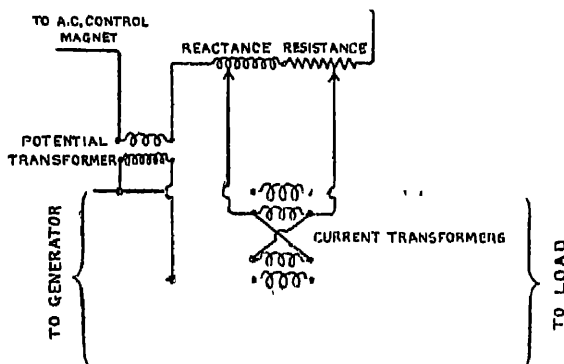 TO A.C. CONTROL
MAGNET
REACTANCE RESISTANCE
POTENTIAL
TRANSFORMER
CURRENT TRANSFORMERS
TO GENERATOR
TO LOAD